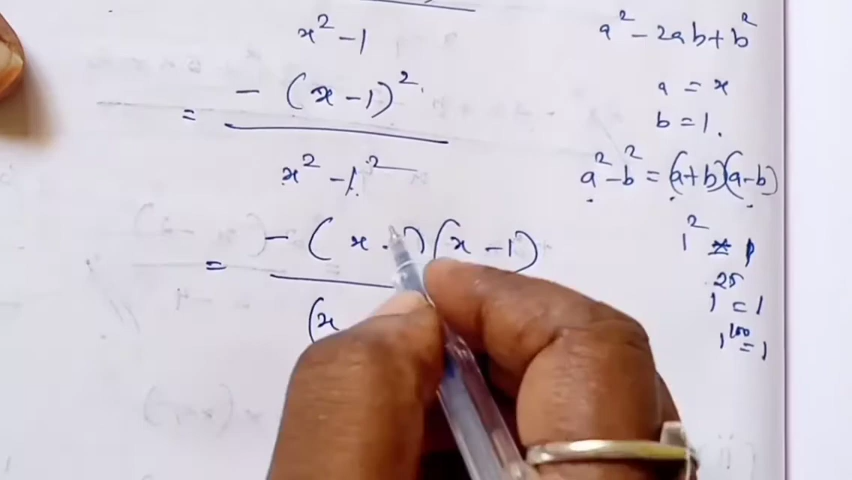 x² - 1
= - (x - 1)²
x² - 1²
= - (x - 1)(x - 1)
(x
a² - 2ab + b²
a = x
b = 1.
a² - b² = (a+b)(a-b)
1² = 1
1²⁵ = 1
1¹⁰⁰ = 1